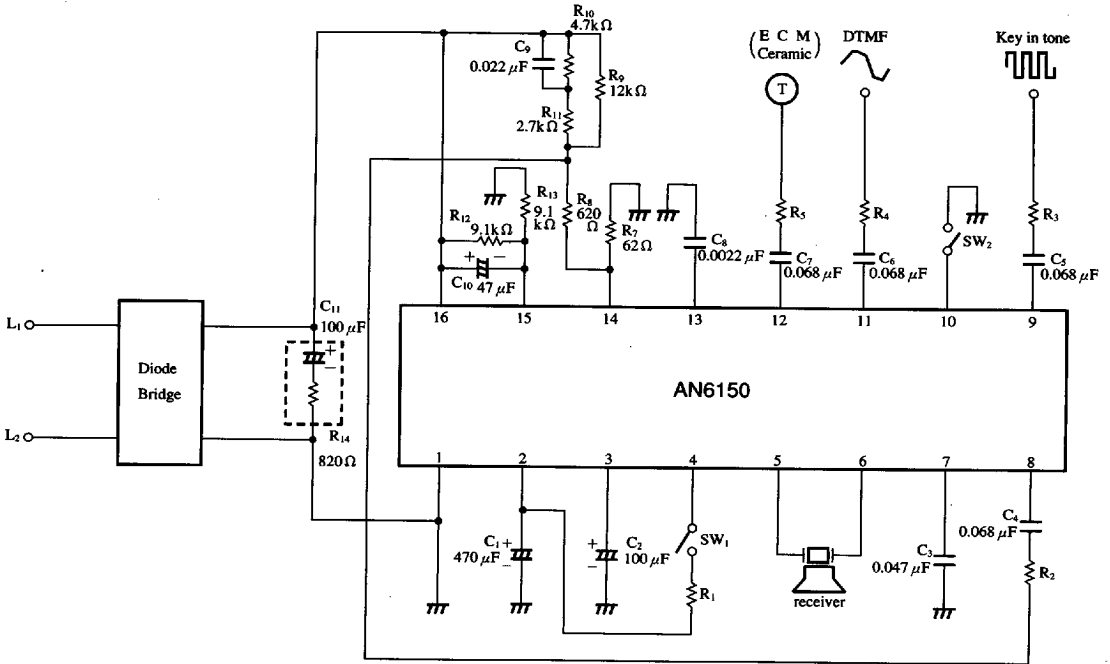 R10
4.7kΩ
C9
0.022 μF
R9
12kΩ
R11
2.7kΩ
( E C M )
Ceramic
T
DTMF
Key in tone
R13
9.1
kΩ
R12
9.1kΩ
+ −
C10 47 μF
R8
620
Ω
R7
62Ω
C8
0.0022 μF
R5
C7
0.068 μF
R4
C6
0.068 μF
SW2
R3
C5
0.068 μF
16 15 14 13 12 11 10 9
AN6150
1 2 3 4 5 6 7 8
L1
L2
Diode
Bridge
C11
100 μF
+
−
R14
820Ω
C1
470 μF
+
−
C2
100 μF
+
−
SW1
R1
receiver
C3
0.047 μF
C4
0.068 μF
R2